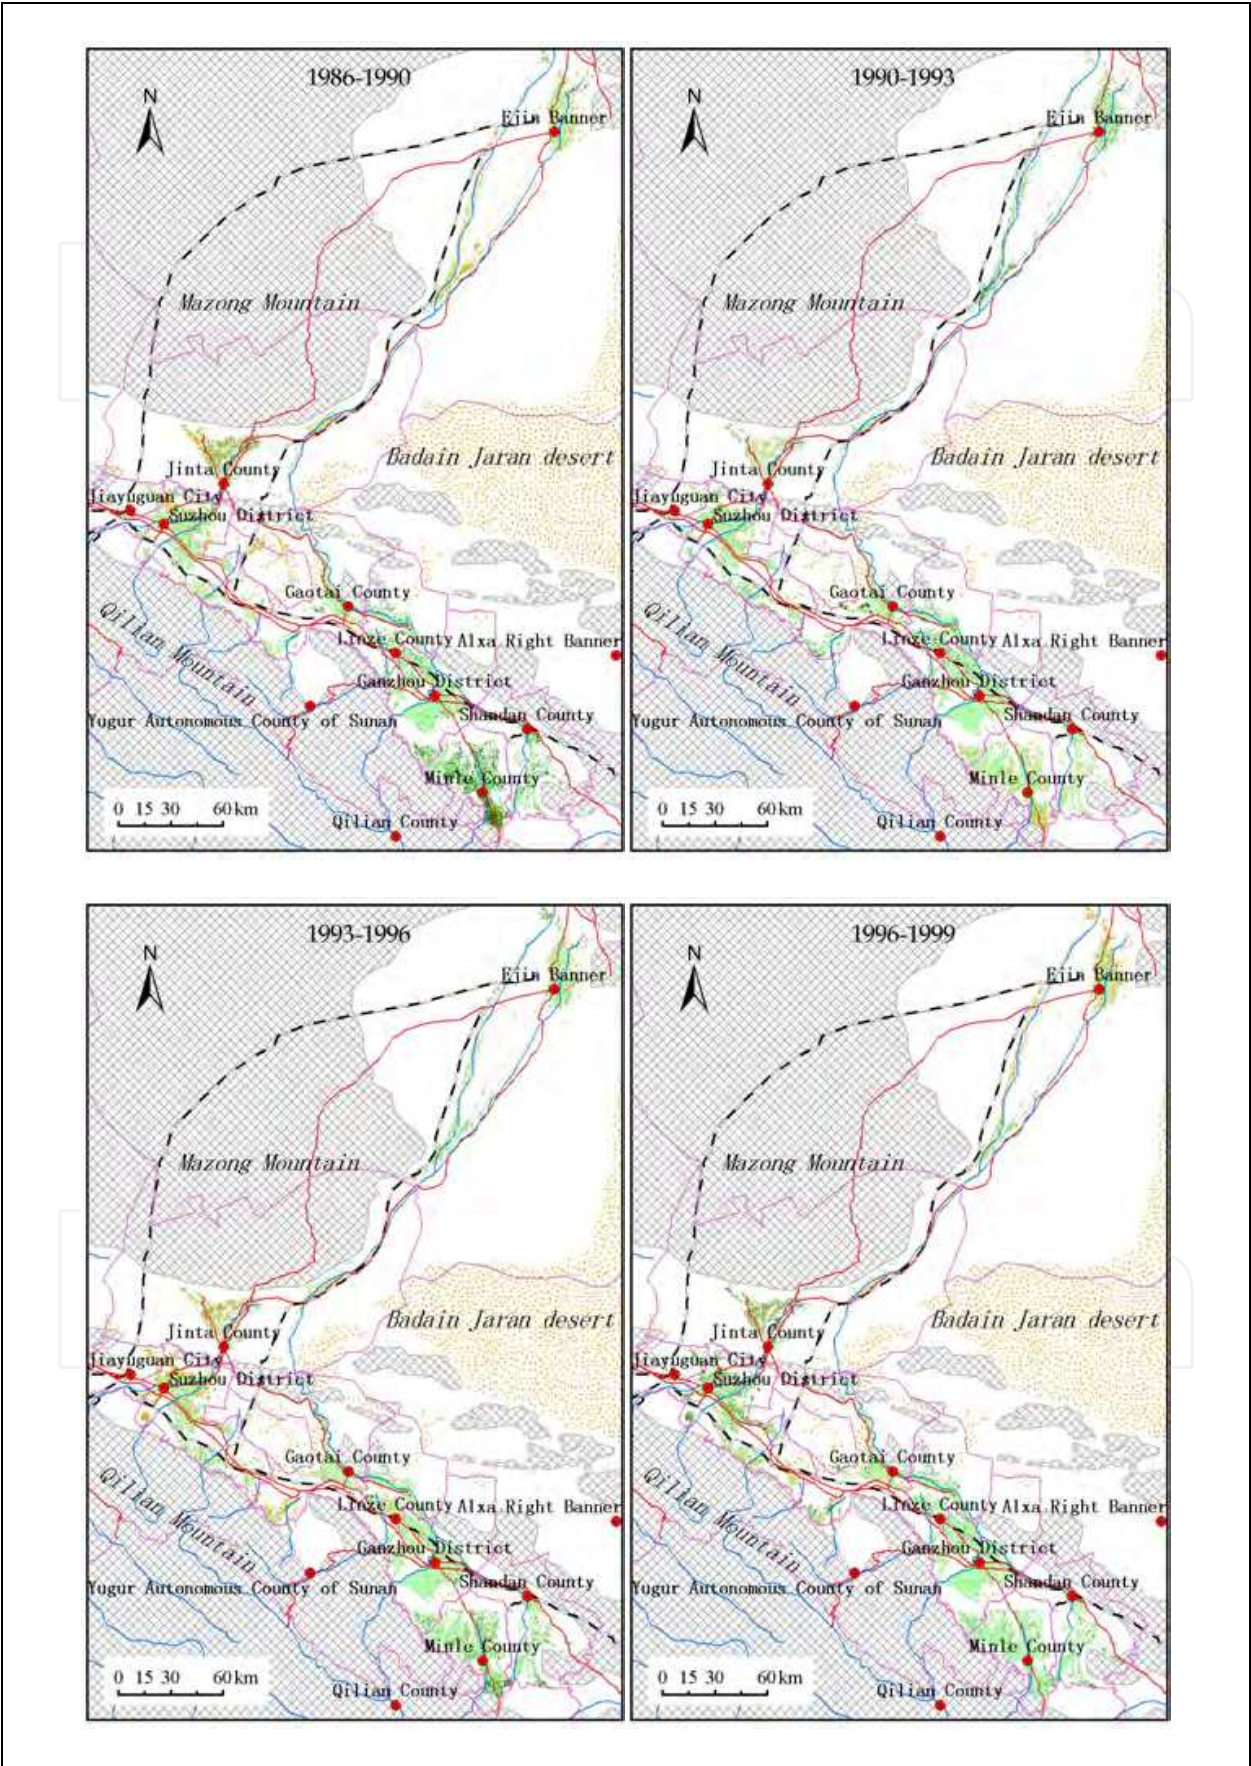 1986-1990
N
Ejin Banner
Mazong Mountain
Badain Jaran desert
Jinta County
Jiayuguan City
Suzhou District
Gaotai County
Qilian Mountain
Linze County
Alxa Right Banner
Ganzhou District
Yugur Autonomous County of Sunan
Shandan County
Minle County
0 15 30 60 km
Qilian County
1990-1993
N
Ejin Banner
Mazong Mountain
Badain Jaran desert
Jinta County
Jiayuguan City
Suzhou District
Gaotai County
Qilian Mountain
Linze County
Alxa Right Banner
Ganzhou District
Yugur Autonomous County of Sunan
Shandan County
Minle County
0 15 30 60 km
Qilian County
1993-1996
N
Ejin Banner
Mazong Mountain
Badain Jaran desert
Jinta County
Jiayuguan City
Suzhou District
Gaotai County
Qilian Mountain
Linze County
Alxa Right Banner
Ganzhou District
Yugur Autonomous County of Sunan
Shandan County
Minle County
0 15 30 60 km
Qilian County
1996-1999
N
Ejin Banner
Mazong Mountain
Badain Jaran desert
Jinta County
Jiayuguan City
Suzhou District
Gaotai County
Qilian Mountain
Linze County
Alxa Right Banner
Ganzhou District
Yugur Autonomous County of Sunan
Shandan County
Minle County
0 15 30 60 km
Qilian County